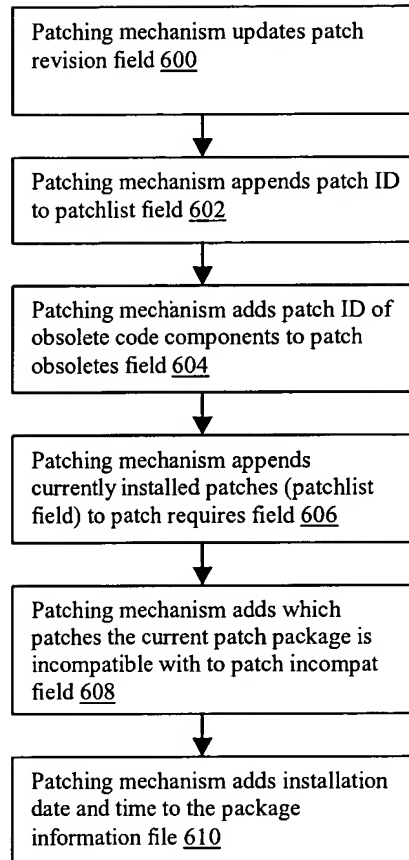 Patching mechanism updates patch
revision field 600
Patching mechanism appends patch ID
to patchlist field 602
Patching mechanism adds patch ID of
obsolete code components to patch
obsoletes field 604
Patching mechanism appends
currently installed patches (patchlist
field) to patch requires field 606
Patching mechanism adds which
patches the current patch package is
incompatible with to patch incompat
field 608
Patching mechanism adds installation
date and time to the package
information file 610